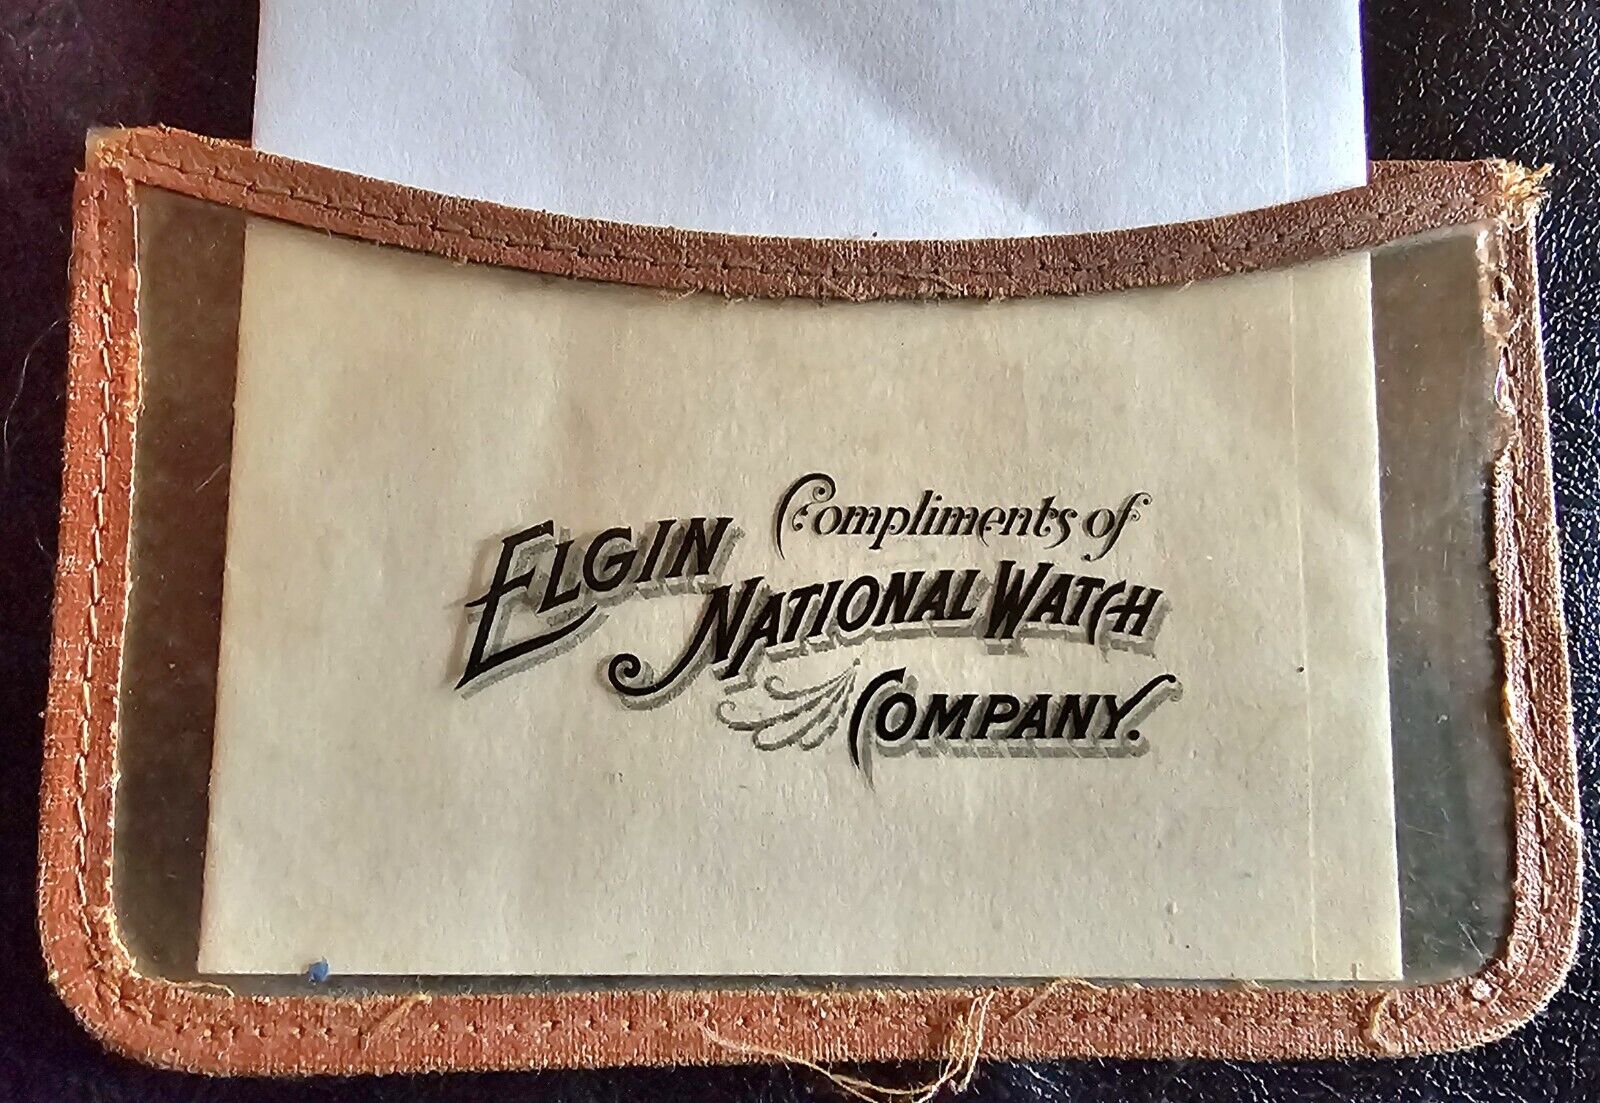 Compliments of
ELGIN NATIONAL WATCH
COMPANY.